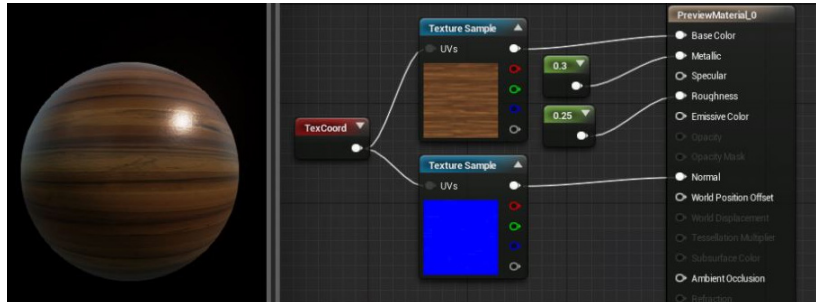 TexCoord
Texture Sample
UVs
Texture Sample
UVs
0.3
0.25
PreviewMaterial_0
Base Color
Metallic
Specular
Roughness
Emissive Color
Opacity
Opacity Mask
Normal
World Position Offset
World Displacement
Tessellation Multiplier
Subsurface Color
Ambient Occlusion
Refraction